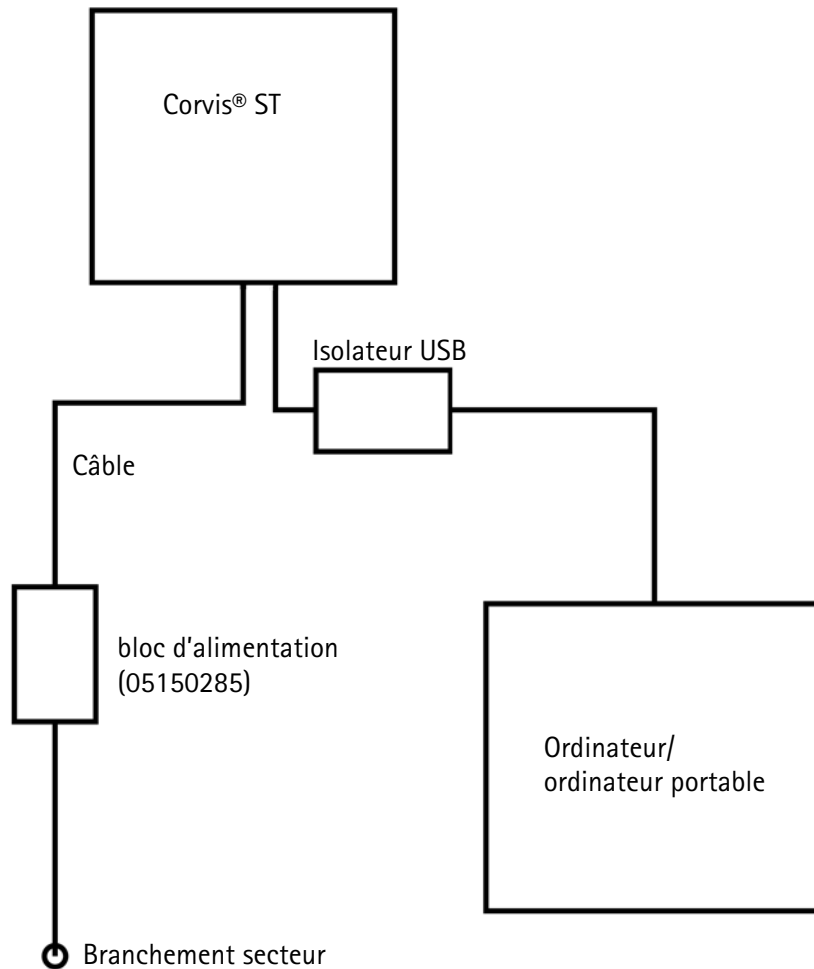 Corvis® ST
Isolateur USB
Câble
bloc d'alimentation
(05150285)
Ordinateur/
ordinateur portable
Branchement secteur